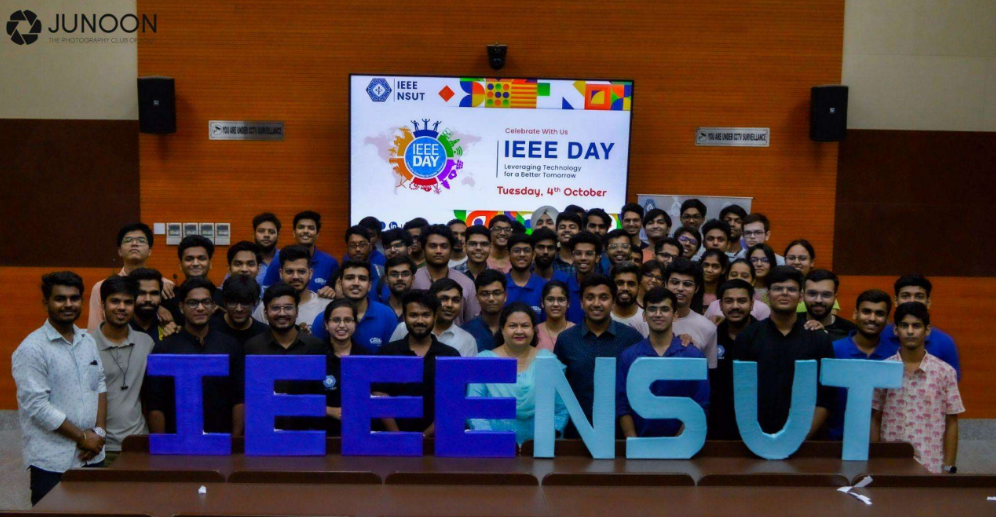 JUNOON
THE PHOTOGRAPHY CLUB OF
IEEE
NSUT
IEEE
DAY
Celebrate With Us
IEEE DAY
Leveraging Technology
for a Better Tomorrow
Tuesday, 4th October
YOU ARE UNDER CCTV SURVEILLANCE
YOU ARE UNDER CCTV SURVEILLANCE
IEEE NSUT